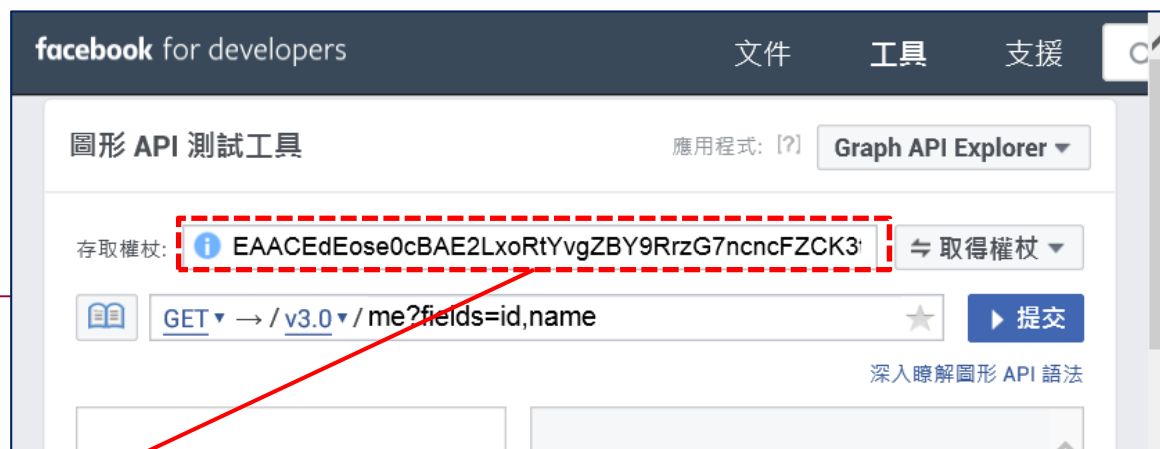 facebook for developers 文件 工具 支援
圖形 API 測試工具 應用程式: [?] Graph API Explorer
存取權杖: EAACEdEose0cBAE2LxoRtYvgZBY9RrzG7ncncFZCK3 取得權杖
GET → / v3.0 / me?fields=id,name 提交
深入瞭解圖形 API 語法